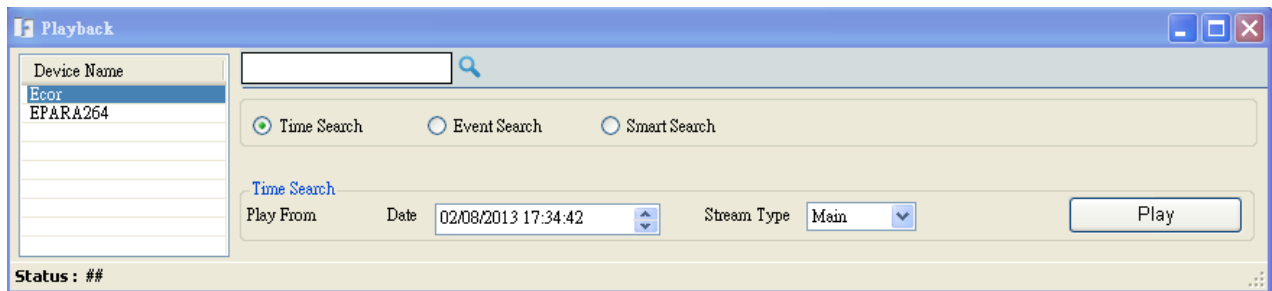 Playback
Device Name
Ecor
EPARA264
Time Search Event Search Smart Search
Time Search
Play From Date 02/08/2013 17:34:42 Stream Type Main Play
Status : ##